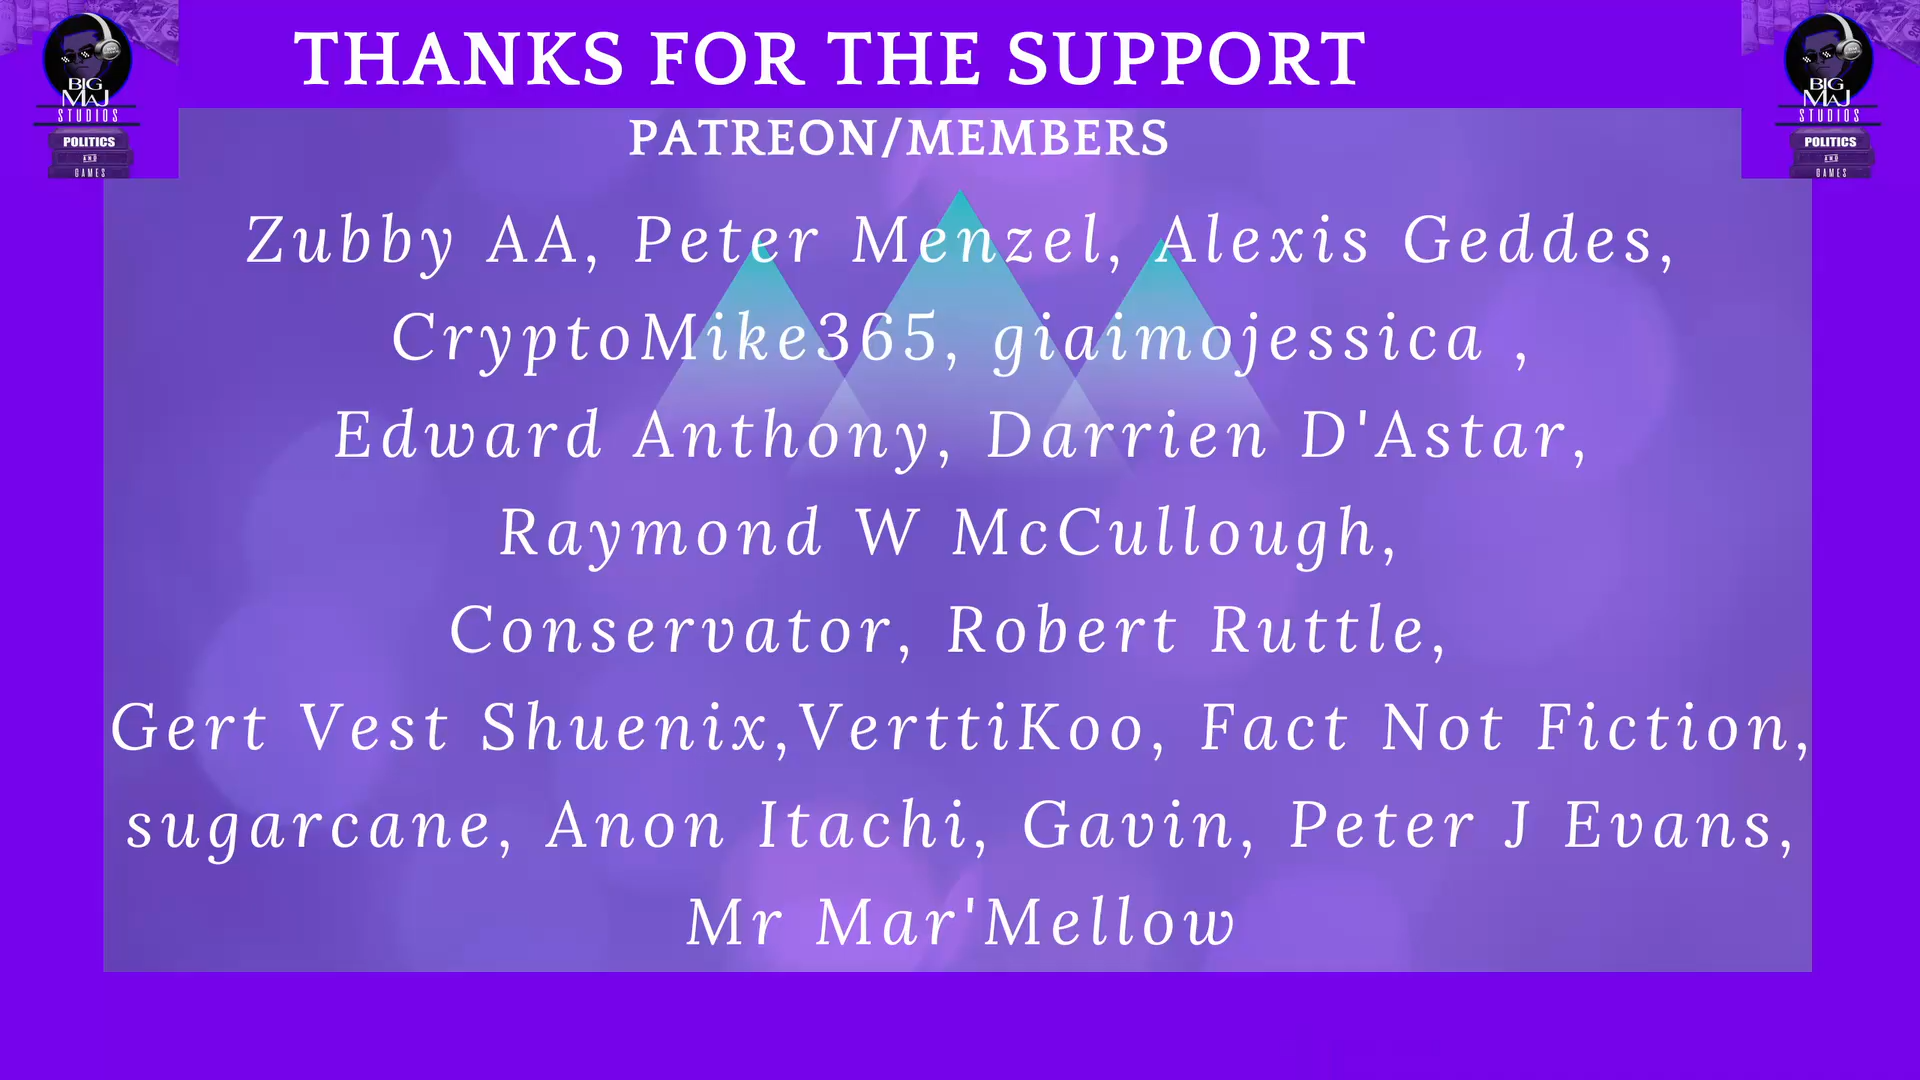 THANKS FOR THE SUPPORT
BIG
MAJ
STUDIOS
POLITICS
AND
GAMES
BIG
MAJ
STUDIOS
POLITICS
AND
GAMES
PATREON/MEMBERS
Zubby AA, Peter Menzel, Alexis Geddes,
CryptoMike365, giaimojessica ,
Edward Anthony, Darrien D'Astar,
Raymond W McCullough,
Conservator, Robert Ruttle,
Gert Vest Shuenix,VerttiKoo, Fact Not Fiction,
sugarcane, Anon Itachi, Gavin, Peter J Evans,
Mr Mar'Mellow